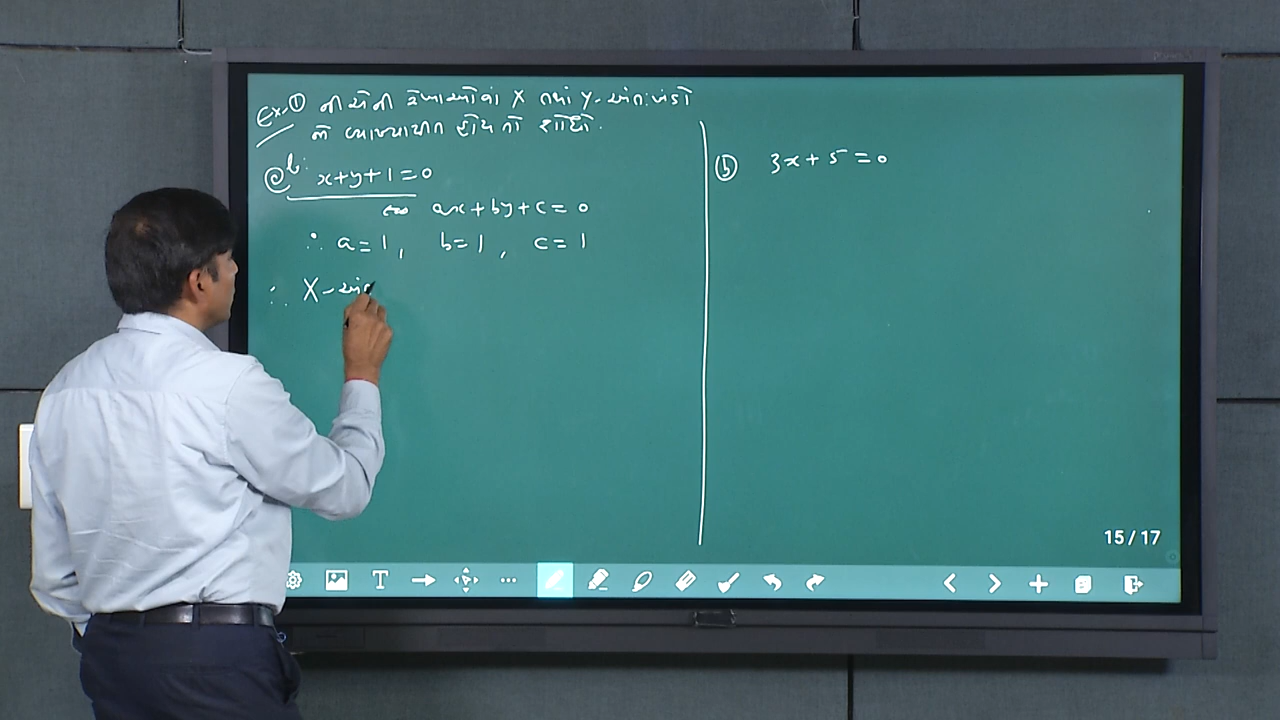 Ex-① નીચેની રેખાઓનાં X તથા Y-અંતઃખંડો
જો વ્યાખ્યાયિત હોય તો શોધો.
ⓐ x+y+1=0
ax+by+c=0
∴ a=1, b=1, c=1
∴ X-અંત
ⓑ 3x+5=0
15/17
T